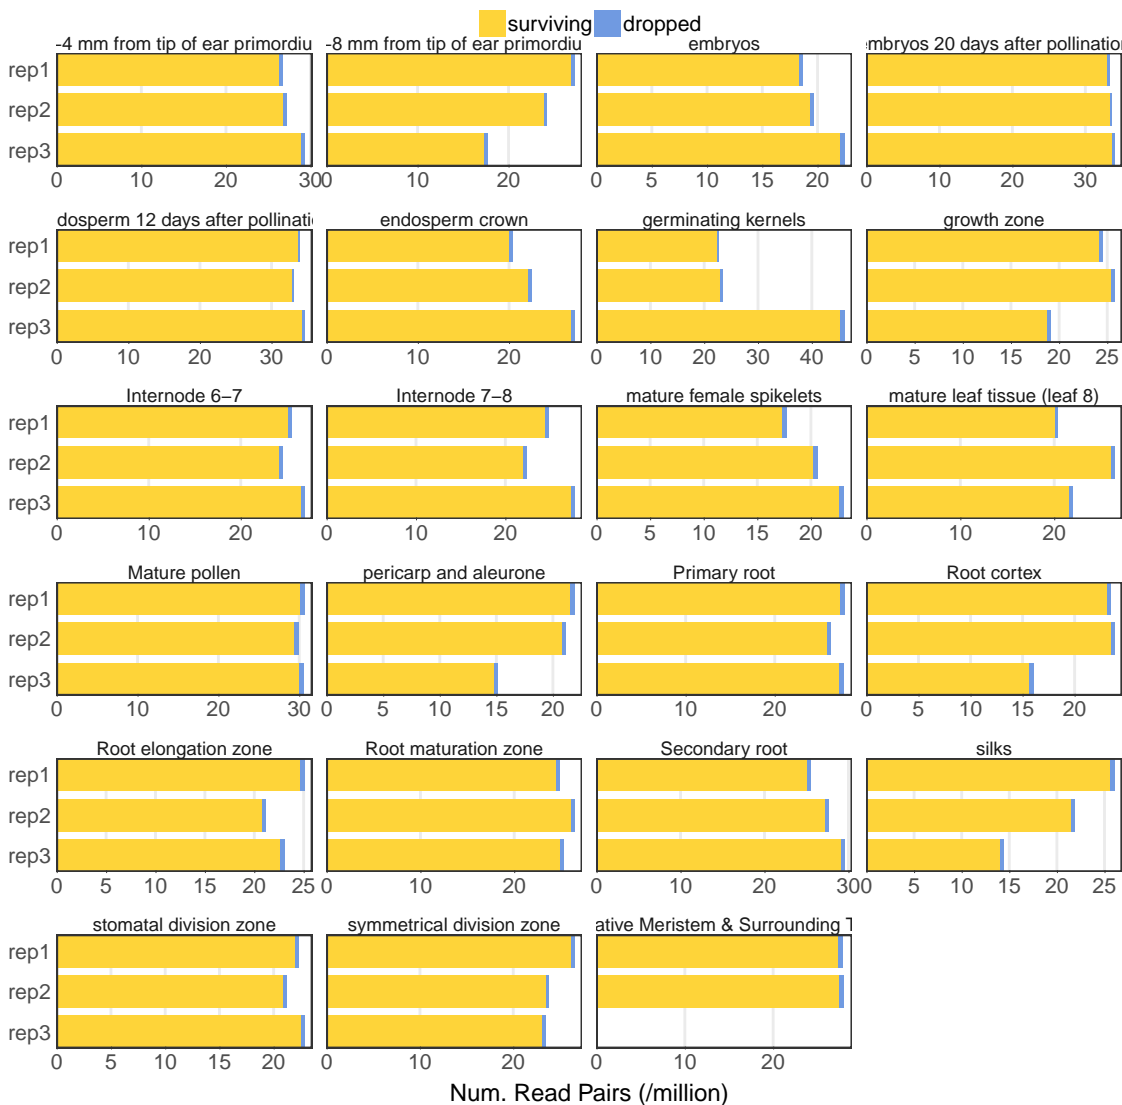 surviving dropped
-4 mm from tip of ear primordiu -8 mm from tip of ear primordiu embryos embryos 20 days after pollination
rep1
rep2
rep3
0 10 20 30 0 10 20 0 5 10 15 20 0 10 20 30
dosperm 12 days after pollinati endosperm crown germinating kernels growth zone
rep1
rep2
rep3
0 10 20 30 0 10 20 0 10 20 30 40 0 5 10 15 20 25
Internode 6–7 Internode 7–8 mature female spikelets mature leaf tissue (leaf 8)
rep1
rep2
rep3
0 10 20 0 10 20 0 5 10 15 20 0 10 20
Mature pollen pericarp and aleurone Primary root Root cortex
rep1
rep2
rep3
0 10 20 30 0 5 10 15 20 0 10 20 0 5 10 15 20
Root elongation zone Root maturation zone Secondary root silks
rep1
rep2
rep3
0 5 10 15 20 25 0 10 20 0 10 20 30 0 5 10 15 20 25
stomatal division zone symmetrical division zone ative Meristem & Surrounding T
rep1
rep2
rep3
0 5 10 15 20 0 10 20 0 10 20
Num. Read Pairs (/million)